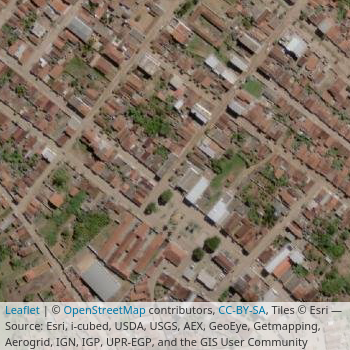 Leaflet | © OpenStreetMap contributors, CC-BY-SA, Tiles © Esri —
Source: Esri, i-cubed, USDA, USGS, AEX, GeoEye, Getmapping,
Aerogrid, IGN, IGP, UPR-EGP, and the GIS User Community